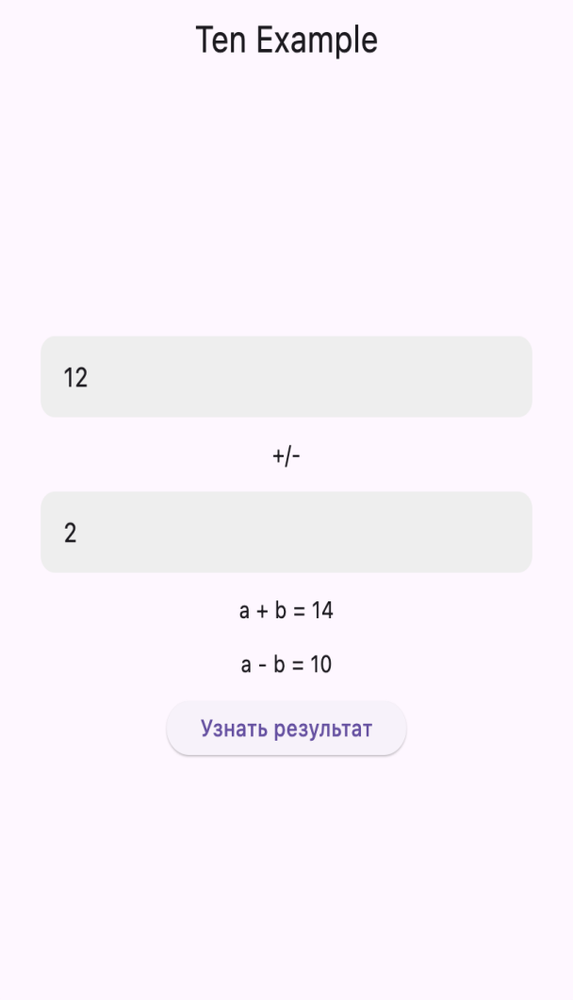 Ten Example
12
+/-
2
a + b = 14
a - b = 10
Узнать результат